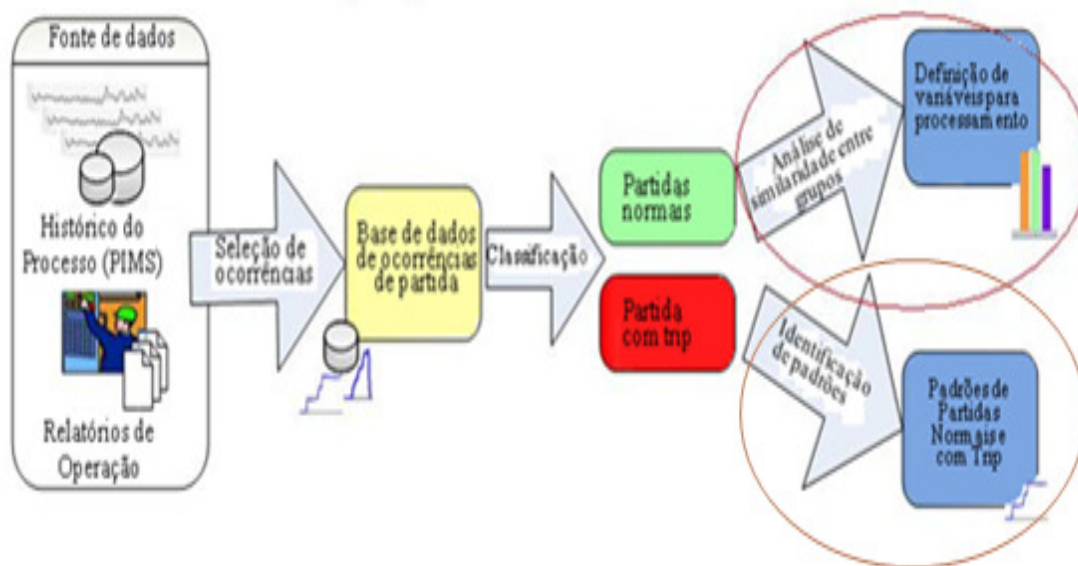 Fonte de dados
Histórico do
Processo (PIMS)
Relatórios de
Operação
Seleção de
ocorrências
Base de dados
de ocorrências
de partida
Classificação
Partidas
normais
Partida
com trip
Análise de
similaridade entre
grupos
Identificação
de padrões
Definição de
variáveis para
processamento
Padrões de
Partidas
Normais e
com Trip